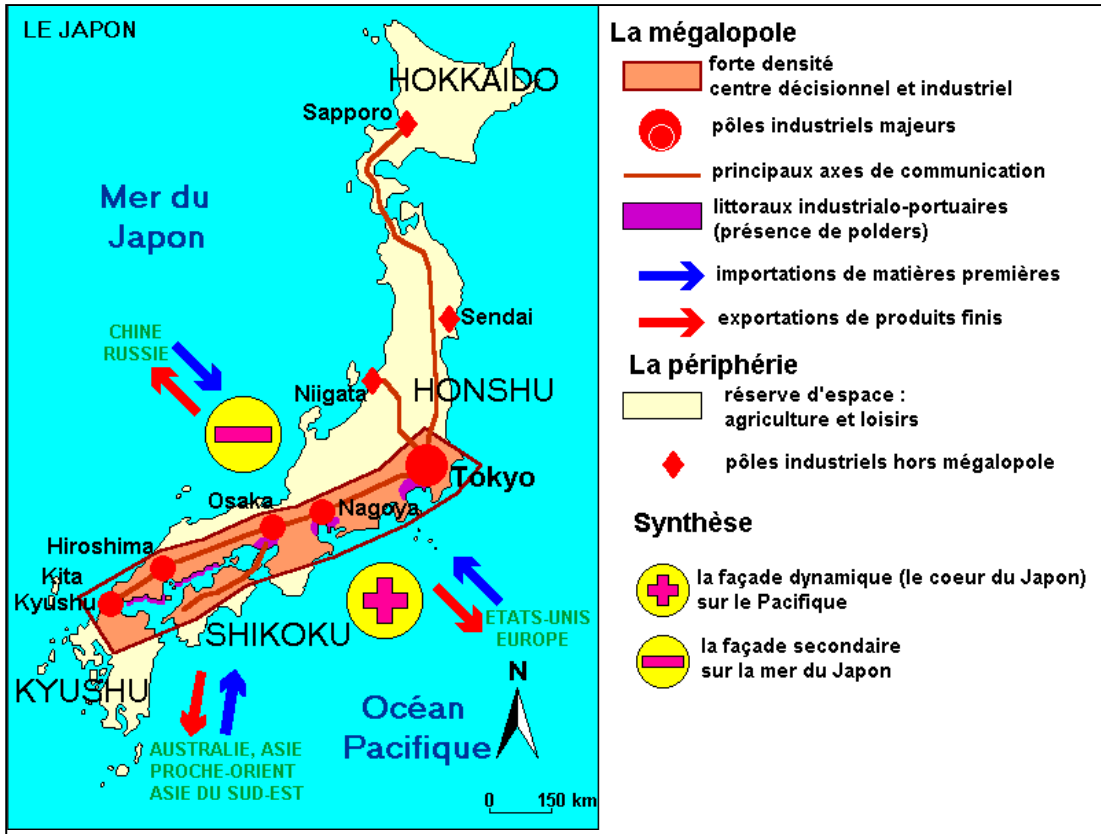 LE JAPON
HOKKAIDO
Sapporo
Mer du
Japon
Sendai
CHINE
RUSSIE
Niigata
HONSHU
Tokyo
Osaka
Nagoya
Hiroshima
Kita
Kyushu
ETATS-UNIS
EUROPE
SHIKOKU
N
KYUSHU
Océan
Pacifique
AUSTRALIE, ASIE
PROCHE-ORIENT
ASIE DU SUD-EST
0 150 km
La mégalopole
forte densité
centre décisionnel et industriel
pôles industriels majeurs
principaux axes de communication
littoraux industrialo-portuaires
(présence de polders)
importations de matières premières
exportations de produits finis
La périphérie
réserve d'espace :
agriculture et loisirs
pôles industriels hors mégalopole
Synthèse
la façade dynamique (le coeur du Japon)
sur le Pacifique
la façade secondaire
sur la mer du Japon